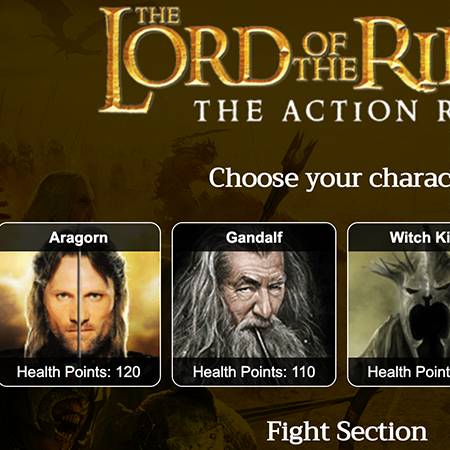 THE
LORD OF THE RIN
THE ACTION R
Choose your charac
Aragorn
Gandalf
Witch Ki
Health Points: 120
Health Points: 110
Health Point
Fight Section